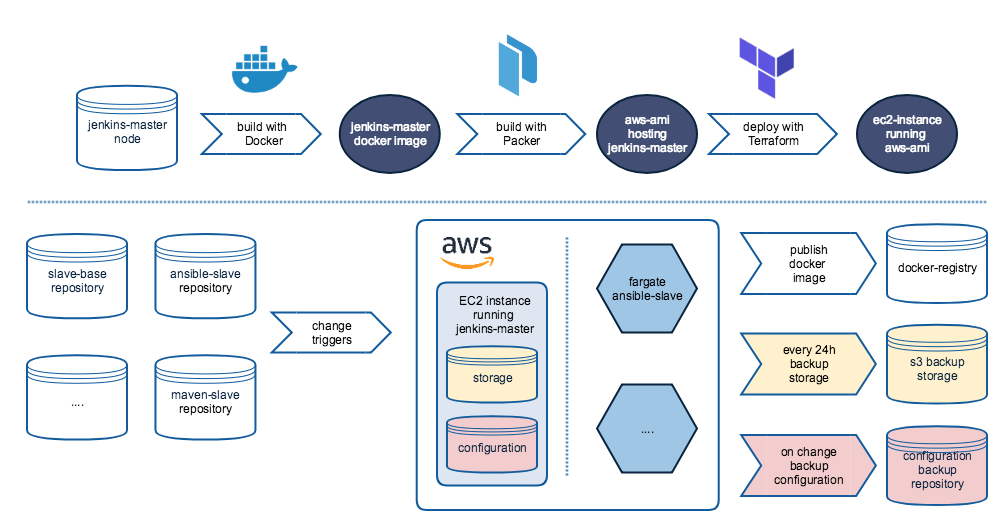 jenkins-master
node
build with
Docker
jenkins-master
docker image
build with
Packer
aws-ami
hosting
jenkins-master
deploy with
Terraform
ec2-instance
running
aws-ami
slave-base
repository
ansible-slave
repository
....
maven-slave
repository
change
triggers
aws
EC2 instance
running
jenkins-master
storage
configuration
fargate
ansible-slave
....
publish
docker
image
docker-registry
every 24h
backup
storage
s3 backup
storage
on change
backup
configuration
configuration
backup
repository